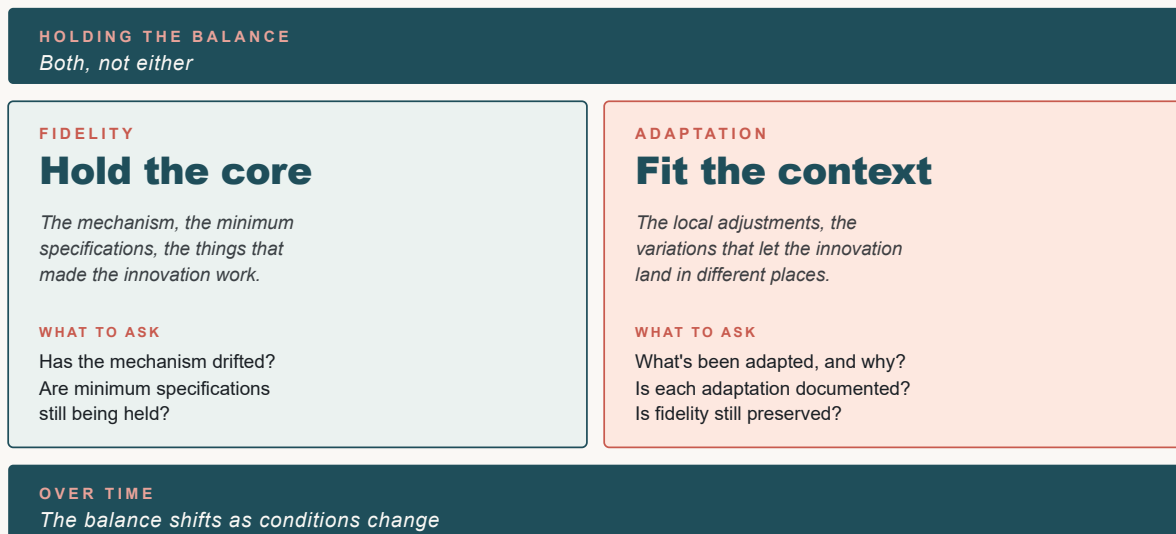 HOLDING THE BALANCE
Both, not either
FIDELITY
Hold the core
The mechanism, the minimum
specifications, the things that
made the innovation work.
WHAT TO ASK
Has the mechanism drifted?
Are minimum specifications
still being held?
ADAPTATION
Fit the context
The local adjustments, the
variations that let the innovation
land in different places.
WHAT TO ASK
What's been adapted, and why?
Is each adaptation documented?
Is fidelity still preserved?
OVER TIME
The balance shifts as conditions change